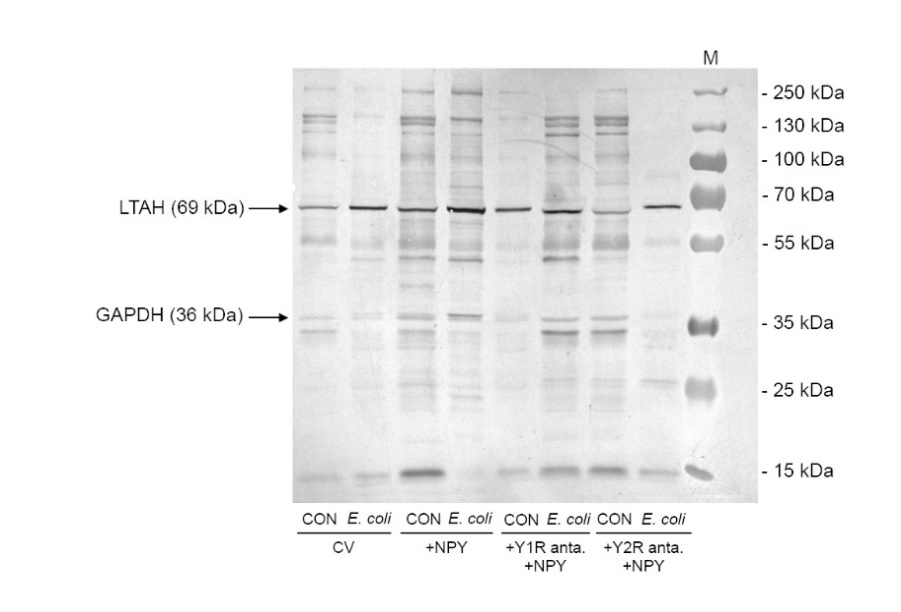 M
- 250 kDa
- 130 kDa
- 100 kDa
- 70 kDa
LTAH (69 kDa)
- 55 kDa
GAPDH (36 kDa)
- 35 kDa
- 25 kDa
- 15 kDa
CON E. coli CON E. coli CON E. coli CON E. coli
CV +NPY +Y1R anta. +Y2R anta.
+NPY +NPY